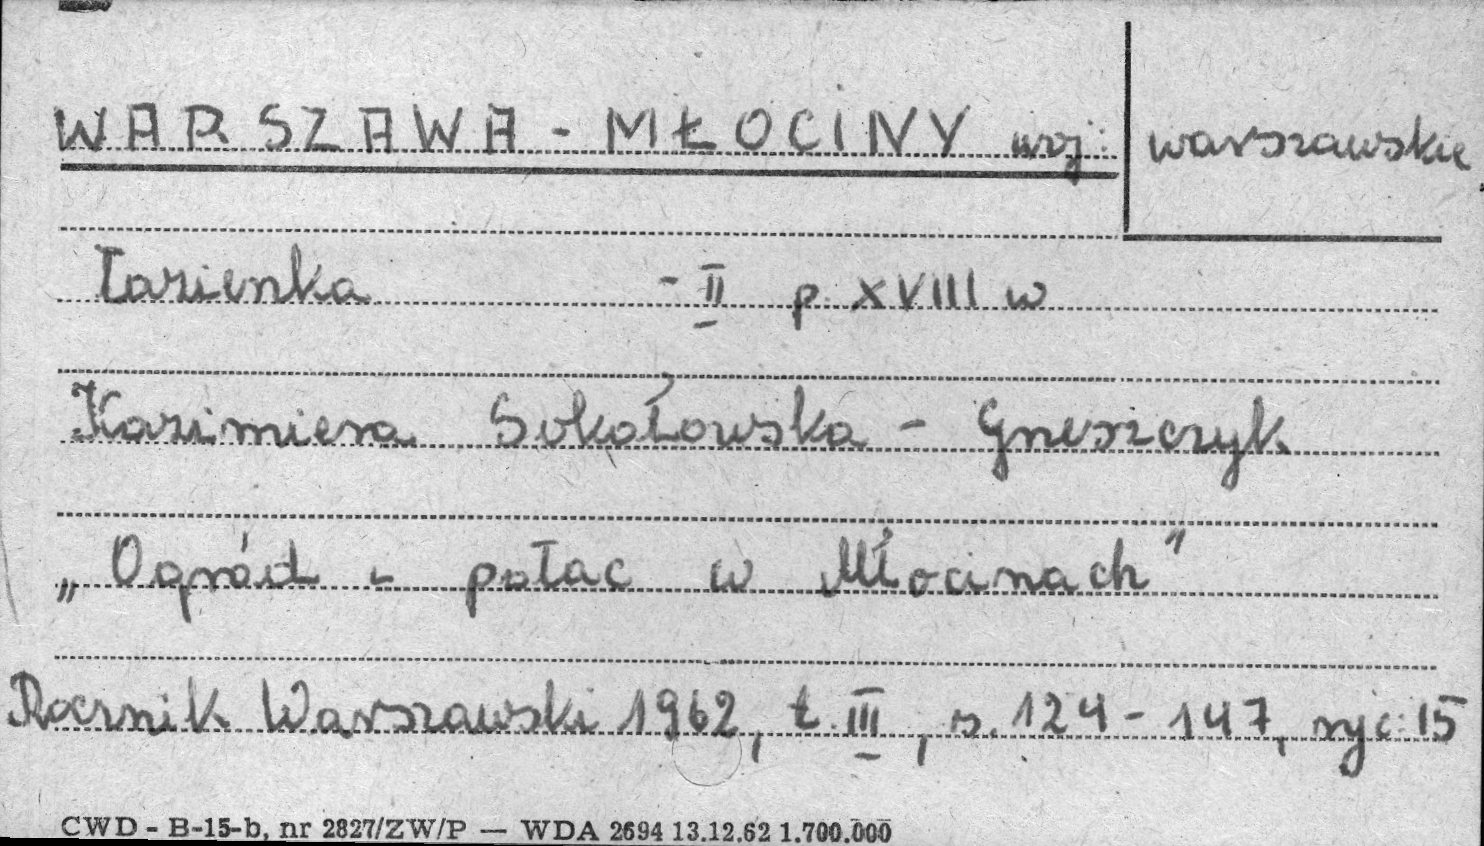 WARSZAWA - MŁOCINY woj: warszawskie
Łazienka - II p. XVIII w
Kazimiera Sokołowska - Gneszczyk
„Ogród - pałac w Młocinach"
Rocznik Warszawski 1962, t. III, s. 124 - 147, ryc: 15
CWD - B-15-b, nr 2827/ZW/P — WDA 2694 13.12.62 1.700.000